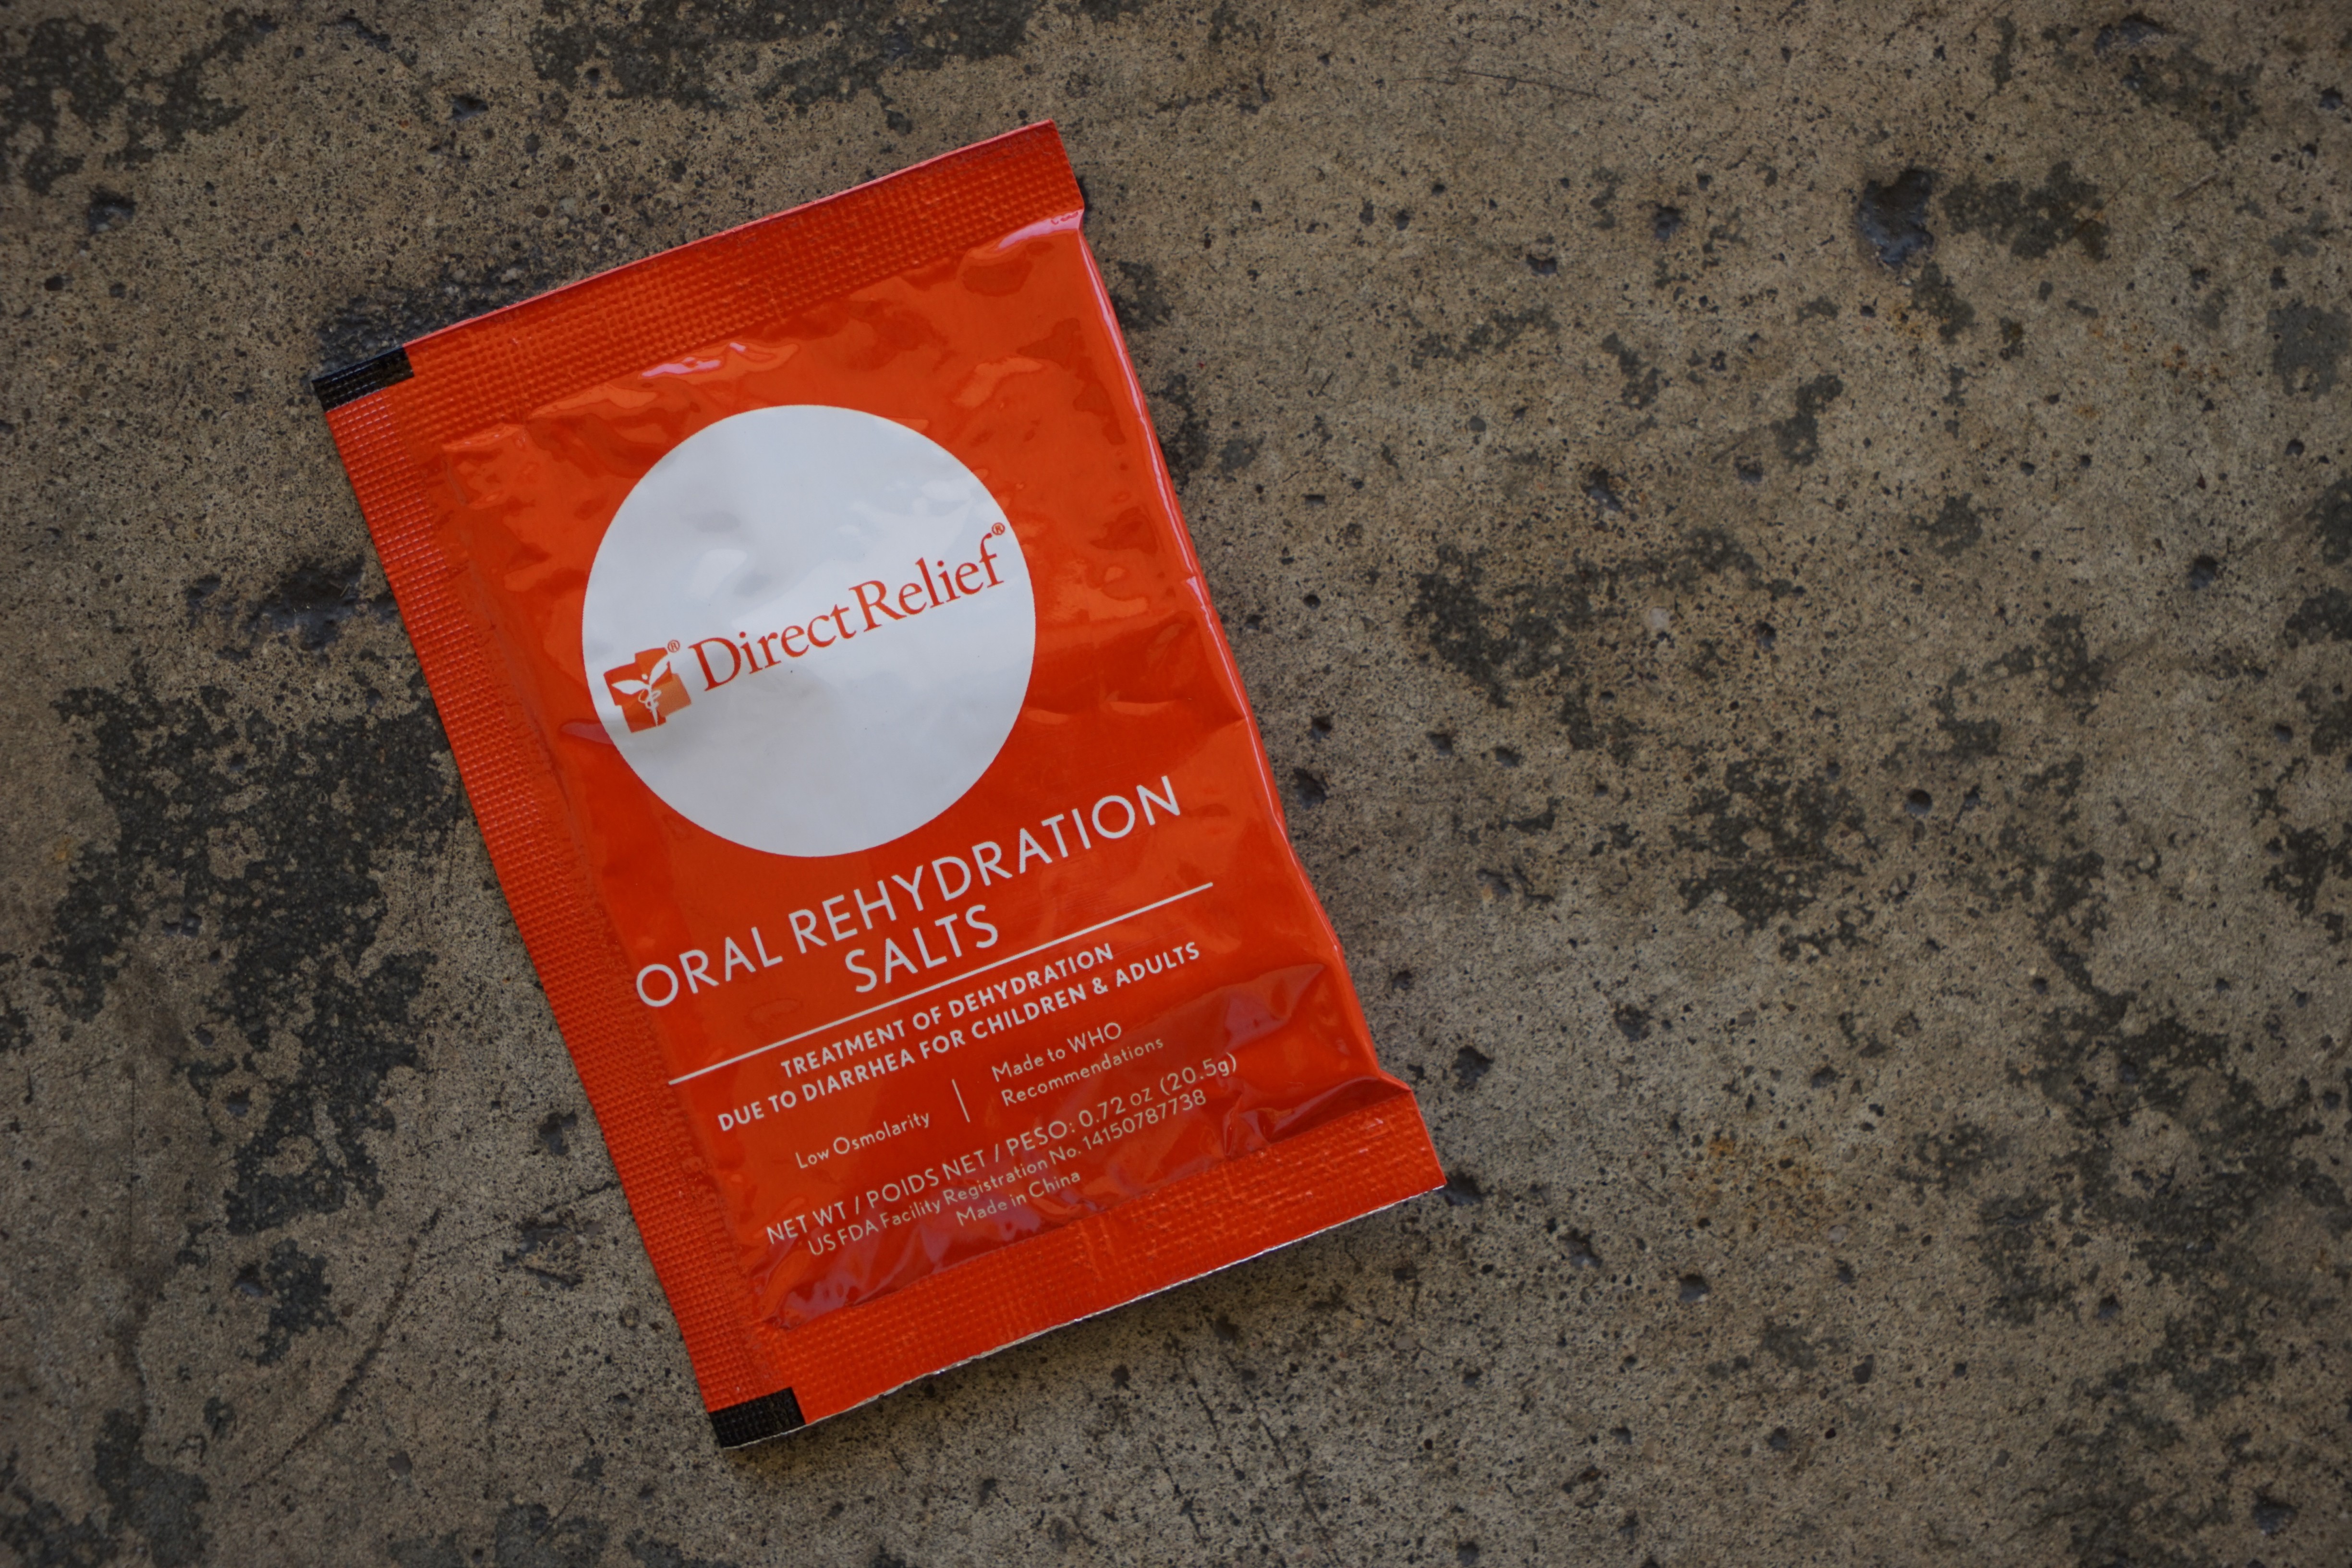 DirectRelief®
ORAL REHYDRATION
SALTS
TREATMENT OF DEHYDRATION
DUE TO DIARRHEA FOR CHILDREN & ADULTS
Low Osmolarity
Made to WHO
Recommendations
NET WT / POIDS NET / PESO: 0.72 oz (20.5g)
US FDA Facility Registration No. 14150787738
Made in China